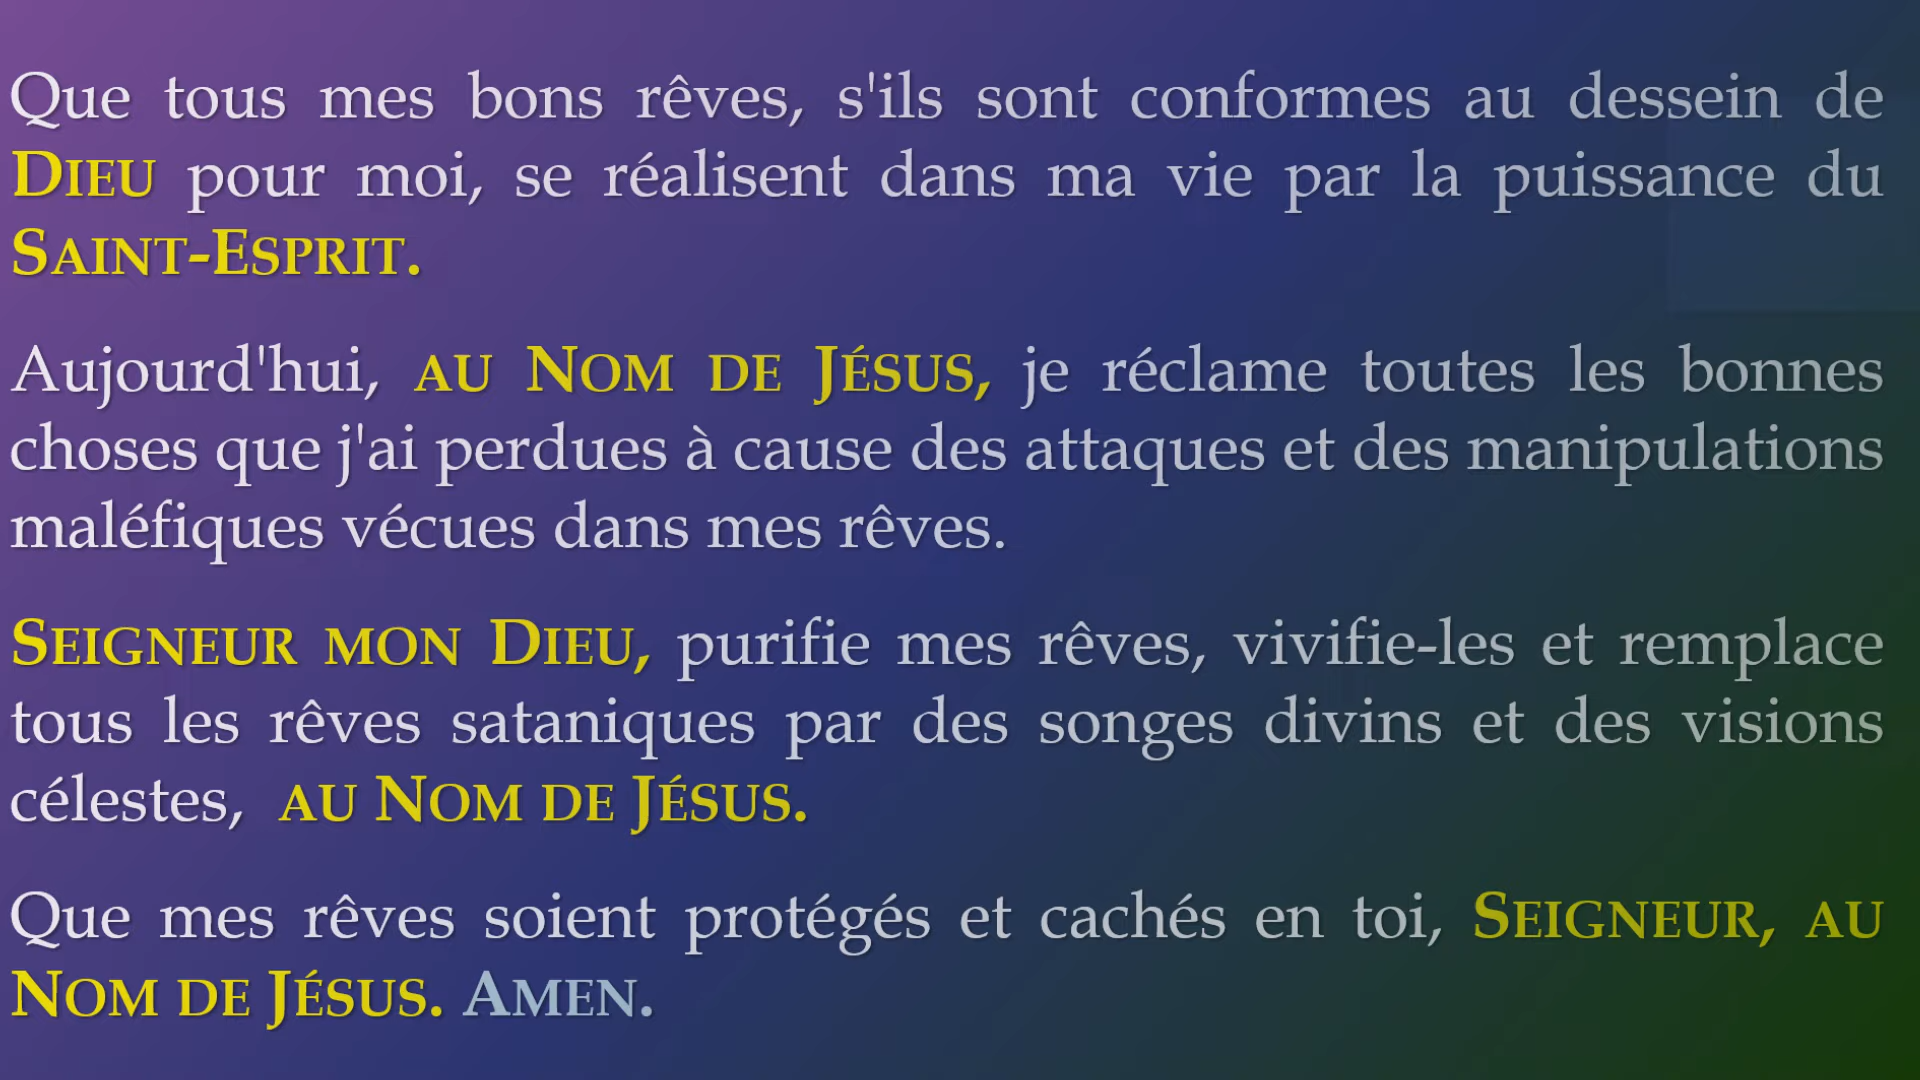 Que tous mes bons rêves, s'ils sont conformes au dessein de
DIEU pour moi, se réalisent dans ma vie par la puissance du
SAINT-ESPRIT.
Aujourd'hui, AU NOM DE JÉSUS, je réclame toutes les bonnes
choses que j'ai perdues à cause des attaques et des manipulations
maléfiques vécues dans mes rêves.
SEIGNEUR MON DIEU, purifie mes rêves, vivifie-les et remplace
tous les rêves sataniques par des songes divins et des visions
célestes, AU NOM DE JÉSUS.
Que mes rêves soient protégés et cachés en toi, SEIGNEUR, AU
NOM DE JÉSUS. AMEN.